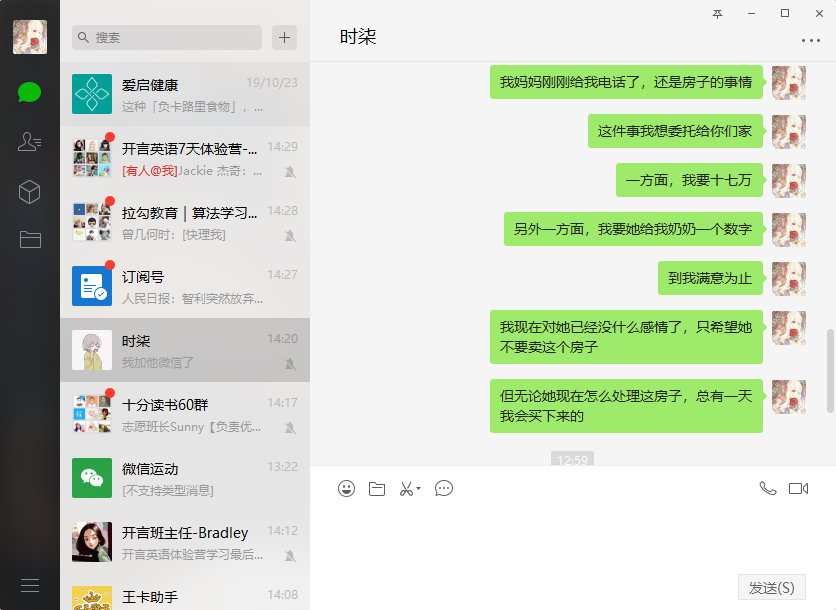 搜索
爱启健康
19/10/23
这种「负卡路里食物」，...
开言英语7天体验营-...
14:29
[有人@我]Jackie 杰奇：...
拉勾教育｜算法学习...
14:28
曾几何时：[快理我]
订阅号
14:27
人民日报：智利突然放弃...
时柒
14:20
我加他微信了
十分读书60群
14:17
志愿班长Sunny【负责优...
微信运动
13:22
[不支持类型消息]
开言班主任-Bradley
14:12
开言英语体验营学习最后...
王卡助手
14:08
时柒
我妈妈刚刚给我电话了，还是房子的事情
这件事我想委托给你们家
一方面，我要十七万
另外一方面，我要她给我奶奶一个数字
到我满意为止
我现在对她已经没什么感情了，只希望她
不要卖这个房子
但无论她现在怎么处理这房子，总有一天
我会买下来的
12:59
发送(S)